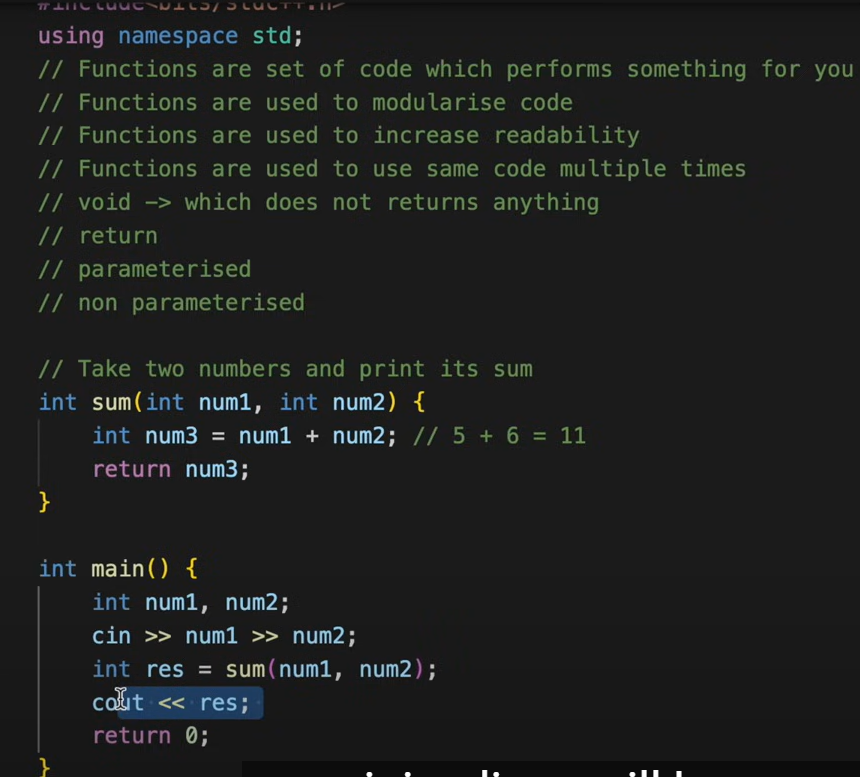 #include<bits/stdc++.h>
using namespace std;
// Functions are set of code which performs something for you
// Functions are used to modularise code
// Functions are used to increase readability
// Functions are used to use same code multiple times
// void -> which does not returns anything
// return
// parameterised
// non parameterised
// Take two numbers and print its sum
int sum(int num1, int num2) {
    int num3 = num1 + num2; // 5 + 6 = 11
    return num3;
}
int main() {
    int num1, num2;
    cin >> num1 >> num2;
    int res = sum(num1, num2);
    cout << res;
    return 0;
}